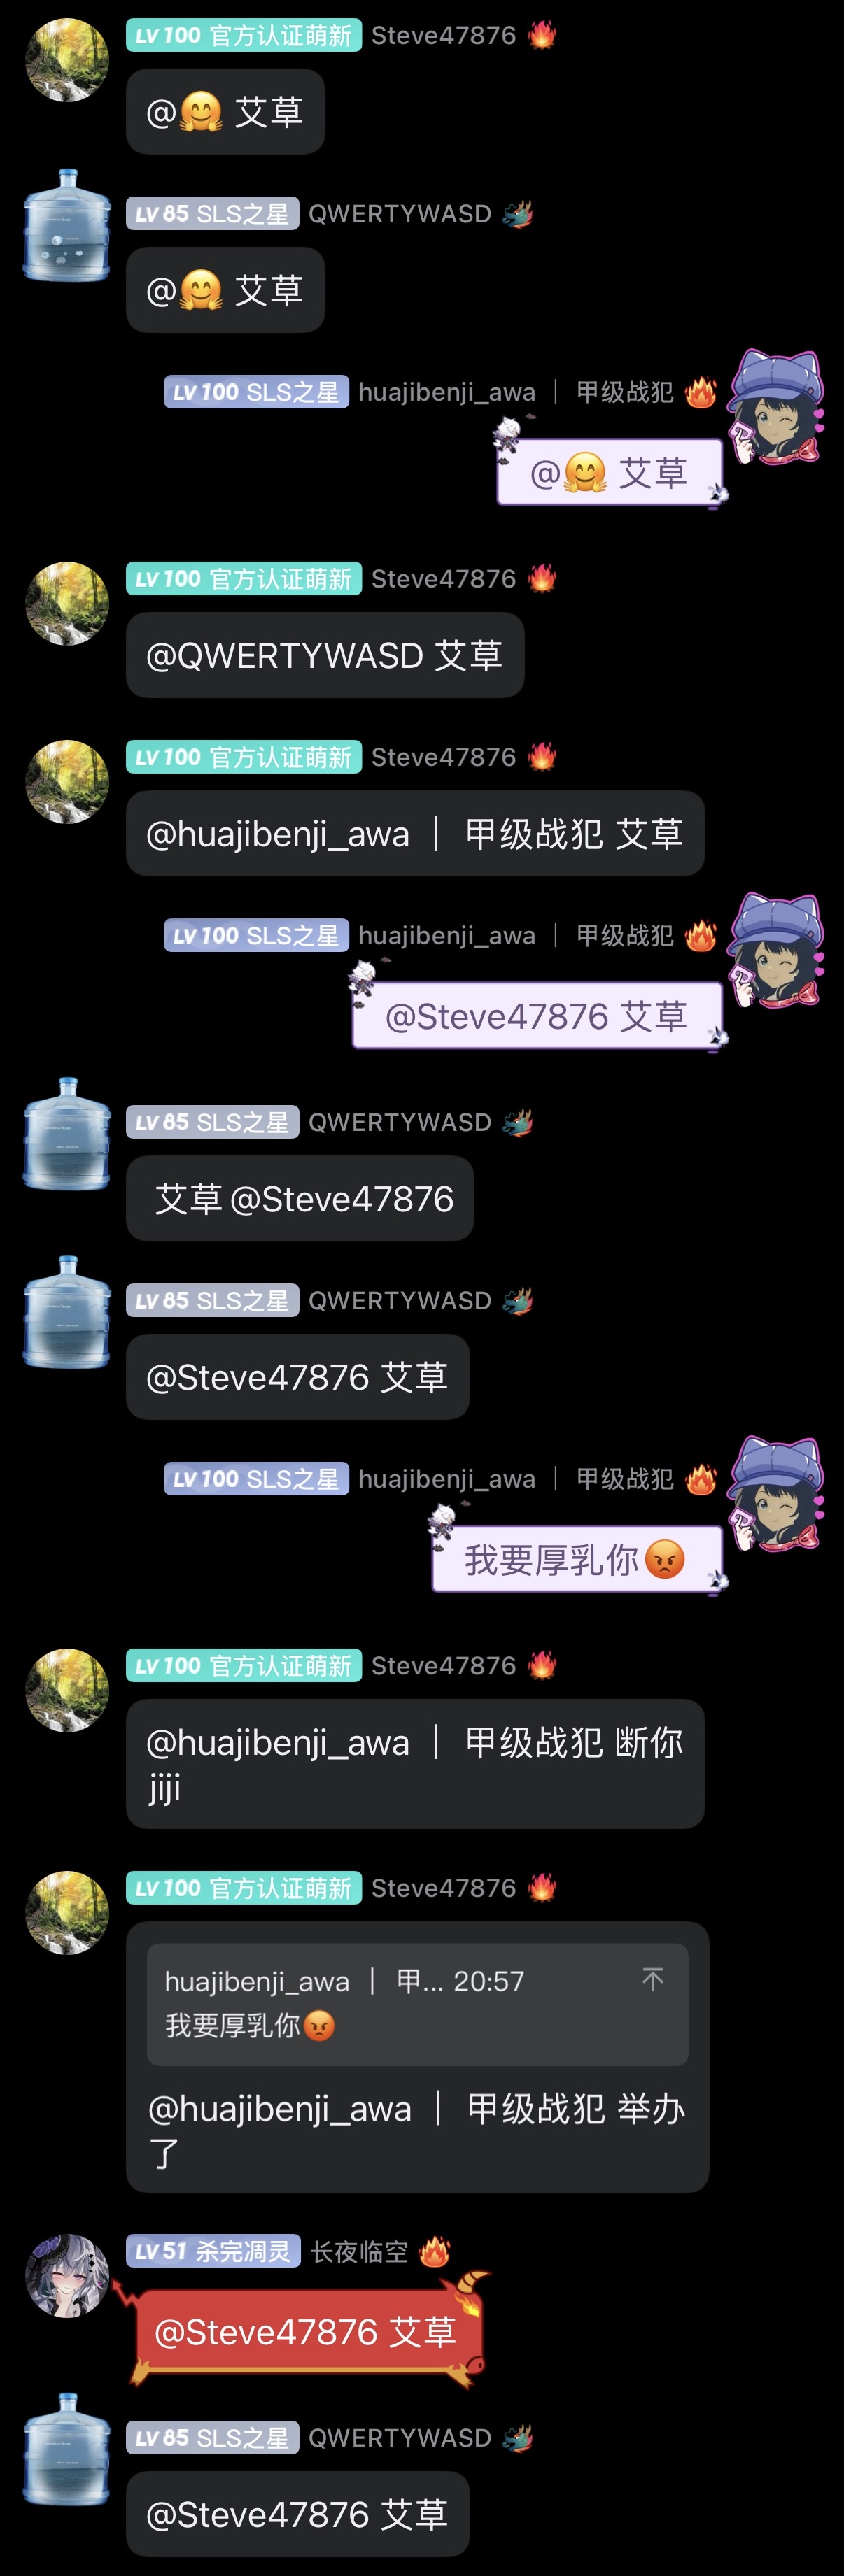 LV 100 官方认证萌新 Steve47876 🔥
@🤗 艾草
LV 85 SLS之星 QWERTYWASD 🐲
@🤗 艾草
LV 100 SLS之星 huajibenji_awa ｜ 甲级战犯 🔥
@🤗 艾草
LV 100 官方认证萌新 Steve47876 🔥
@QWERTYWASD 艾草
LV 100 官方认证萌新 Steve47876 🔥
@huajibenji_awa ｜ 甲级战犯 艾草
LV 100 SLS之星 huajibenji_awa ｜ 甲级战犯 🔥
@Steve47876 艾草
LV 85 SLS之星 QWERTYWASD 🐲
艾草 @Steve47876
LV 85 SLS之星 QWERTYWASD 🐲
@Steve47876 艾草
LV 100 SLS之星 huajibenji_awa ｜ 甲级战犯 🔥
我要厚乳你😡
LV 100 官方认证萌新 Steve47876 🔥
@huajibenji_awa ｜ 甲级战犯 断你
jiji
LV 100 官方认证萌新 Steve47876 🔥
huajibenji_awa ｜ 甲... 20:57
我要厚乳你😡
@huajibenji_awa ｜ 甲级战犯 举办
了
LV 51 杀完凋灵 长夜临空 🔥
@Steve47876 艾草
LV 85 SLS之星 QWERTYWASD 🐲
@Steve47876 艾草